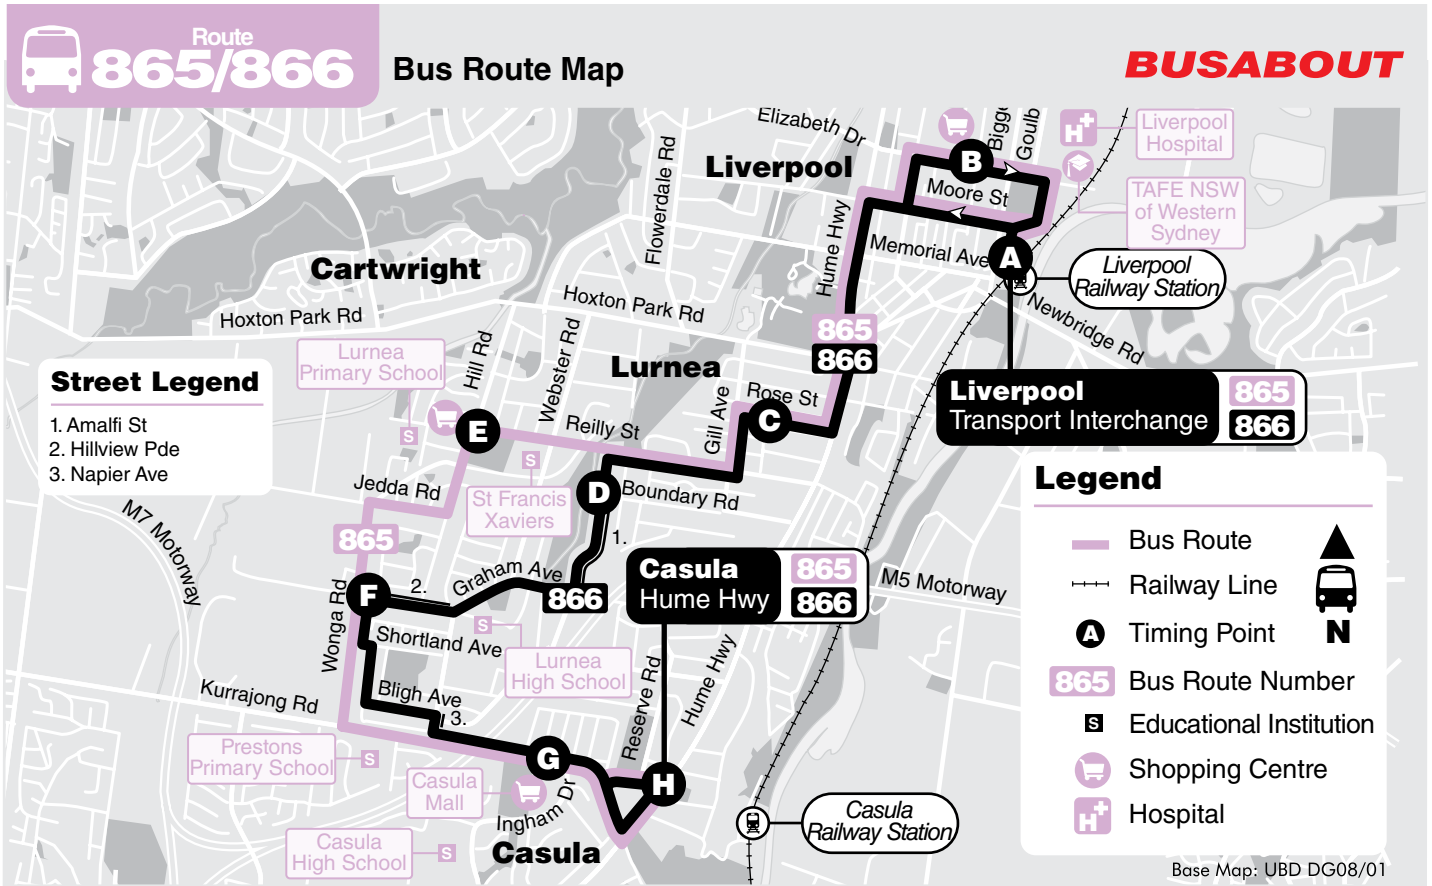 Route
865/866
Bus Route Map
BUSABOUT
Elizabeth Dr
Bigg
Goulb
Liverpool
Hospital
Liverpool
B
TAFE NSW
of Western
Sydney
Moore St
Flowerdale Rd
Hume Hwy
Memorial Ave
A
Liverpool
Railway Station
Cartwright
Hoxton Park Rd
Hoxton Park Rd
Newbridge Rd
865
866
Lurnea
Primary School
Hill Rd
Webster Rd
Lurnea
Street Legend
1. Amalfi St
2. Hillview Pde
3. Napier Ave
Liverpool
Transport Interchange
865
866
Rose St
Gill Ave
C
E
S
Reilly St
S
Jedda Rd
St Francis
Xaviers
D
Boundary Rd
M7 Motorway
1.
865
Graham Ave
2.
866
F
Casula
Hume Hwy
865
866
M5 Motorway
Wonga Rd
S
Shortland Ave
Lurnea
High School
Reserve Rd
Hume Hwy
Kurrajong Rd
Bligh Ave
3.
Prestons
Primary School
S
G
H
Casula
Mall
Ingham Dr
Casula
High School
S
Casula
Casula
Railway Station
Legend
Bus Route
Railway Line
A
Timing Point
N
865
Bus Route Number
S
Educational Institution
Shopping Centre
H
Hospital
Base Map: UBD DG08/01